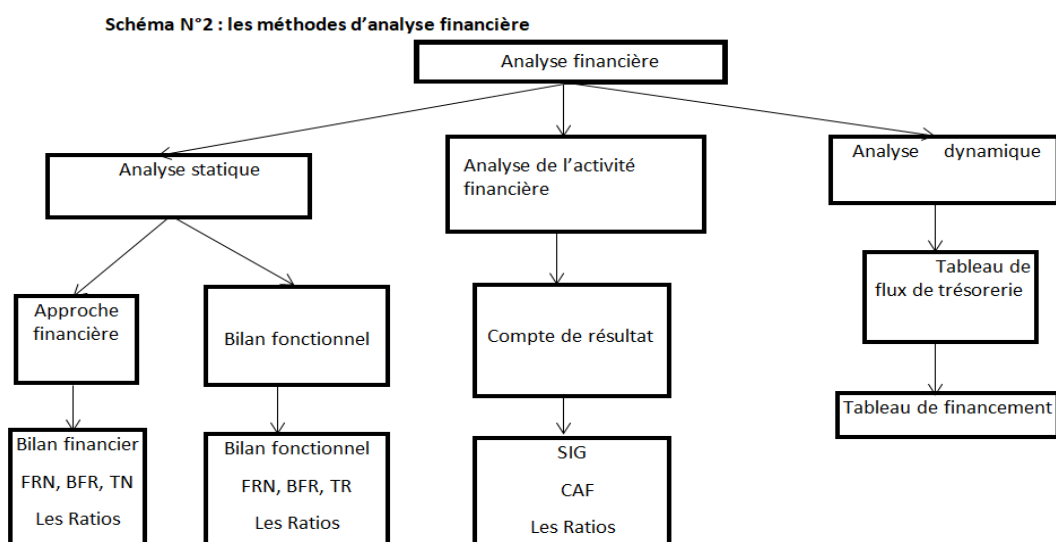 Schéma N°2 : les méthodes d'analyse financière
Analyse financière
Analyse statique
Analyse de l'activité
financière
Analyse dynamique
Tableau de
flux de trésorerie
Approche
financière
Bilan fonctionnel
Compte de résultat
Tableau de financement
Bilan financier
FRN, BFR, TN
Les Ratios
Bilan fonctionnel
FRN, BFR, TR
Les Ratios
SIG
CAF
Les Ratios